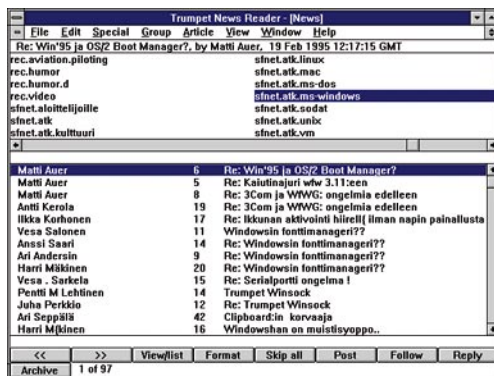 Trumpet News Reader - [News]
File Edit Special Group Article View Window Help
Re: Win'95 ja OS/2 Boot Manager?, by Matti Auer, 19 Feb 1995 12:17:15 GMT
rec.aviation.piloting sfnet.atk.linux
rec.humor sfnet.atk.mac
rec.humor.d sfnet.atk.ms-dos
rec.video sfnet.atk.ms-windows
sfnet.aloittelijoille sfnet.atk.sodat
sfnet.atk sfnet.atk.unix
sfnet.atk.kulttuuri sfnet.atk.vm
Matti Auer 6 Re: Win'95 ja OS/2 Boot Manager?
Matti Auer 5 Re: Kaiutinajuri wfw 3.11:een
Matti Auer 8 Re: 3Com ja WfWG: ongelmia edelleen
Antti Kerola 19 Re: 3Com ja WfWG: ongelmia edelleen
Ilkka Korhonen 17 Re: Ikkunan aktivointi hiirell{ ilman napin painallusta
Vesa Salonen 11 Windowsin fonttimanageri??
Anssi Saari 14 Re: Windowsin fonttimanageri??
Ari Andersin 9 Re: Windowsin fonttimanageri??
Harri Mäkinen 20 Re: Windowsin fonttimanageri??
Vesa . Sarkela 15 Re: Serialportti ongelma !
Pentti M Lehtinen 14 Trumpet Winsock
Juha Perkkio 12 Re: Trumpet Winsock
Ari Seppälä 42 Clipboard:in korvaaja
Harri M{kinen 16 Windowshan on muistisyoppo..
<< >> View/list Format Skip all Post Follow Reply
Archive 1 of 97